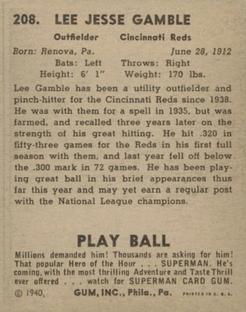 208. LEE JESSE GAMBLE
Outfielder Cincinnati Reds
Born: Renova, Pa. June 28, 1912
Bats: Left Throws: Right
Height: 6' 1" Weight: 170 lbs.
Lee Gamble has been a utility outfielder and
pinch-hitter for the Cincinnati Reds since 1938.
He was with them for a spell in 1935, but was
farmed, and recalled three years later on the
strength of his great hitting. He hit .320 in
fifty-three games for the Reds in his first full
season with them, and last year fell off below
the .300 mark in 72 games. He has been play-
ing great ball in his brief appearances thus
far this year and may yet earn a regular post
with the National League champions.
PLAY BALL
Millions demanded him! Thousands are asking for him!
That popular Hero of the Hour . . . SUPERMAN. He's
coming, with the most thrilling Adventure and Taste Thrill
ever offered . . . watch for SUPERMAN CARD GUM.
© 1940, GUM, INC., Phila., Pa. PRINTED IN U. S. A.